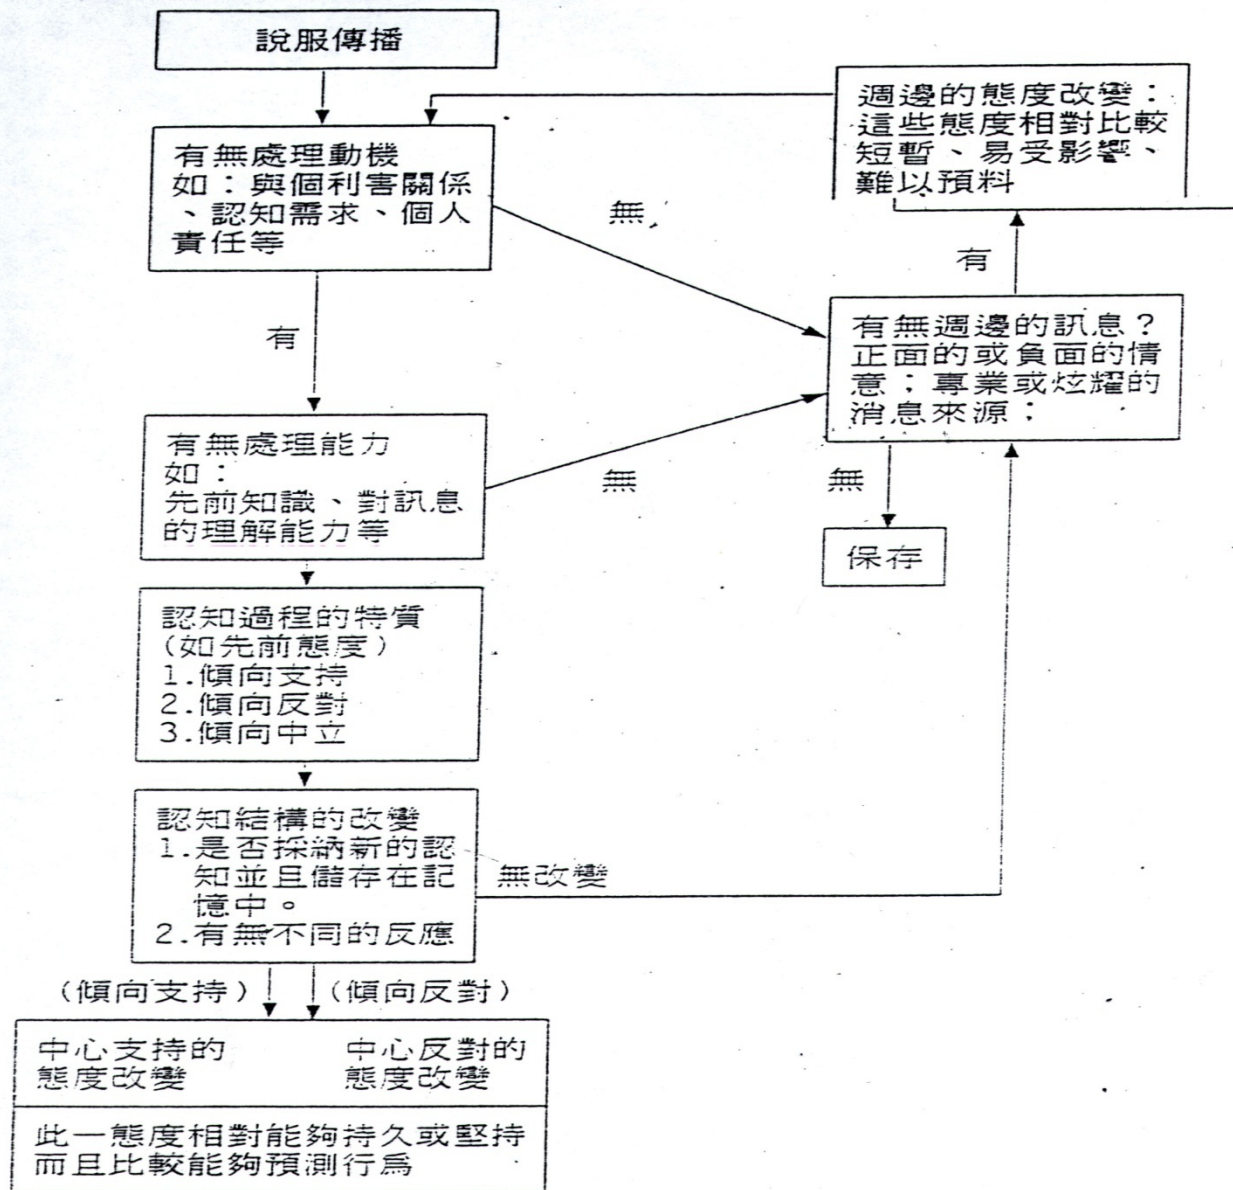 說服傳播
週邊的態度改變：
這些態度相對比較
短暫、易受影響、
難以預料
有無處理動機
如：與個利害關係
、認知需求、個人
責任等
無
有
有
有無週邊的訊息？
正面的或負面的情
意；專業或炫耀的
消息來源；
有無處理能力
如：
先前知識、對訊息
的理解能力等
無
無
保存
認知過程的特質
(如先前態度)
1.傾向支持
2.傾向反對
3.傾向中立
認知結構的改變
1.是否採納新的認
知並且儲存在記
憶中。
2.有無不同的反應
無改變
(傾向支持)
(傾向反對)
中心支持的
態度改變
中心反對的
態度改變
此一態度相對能夠持久或堅持
而且比較能夠預測行為